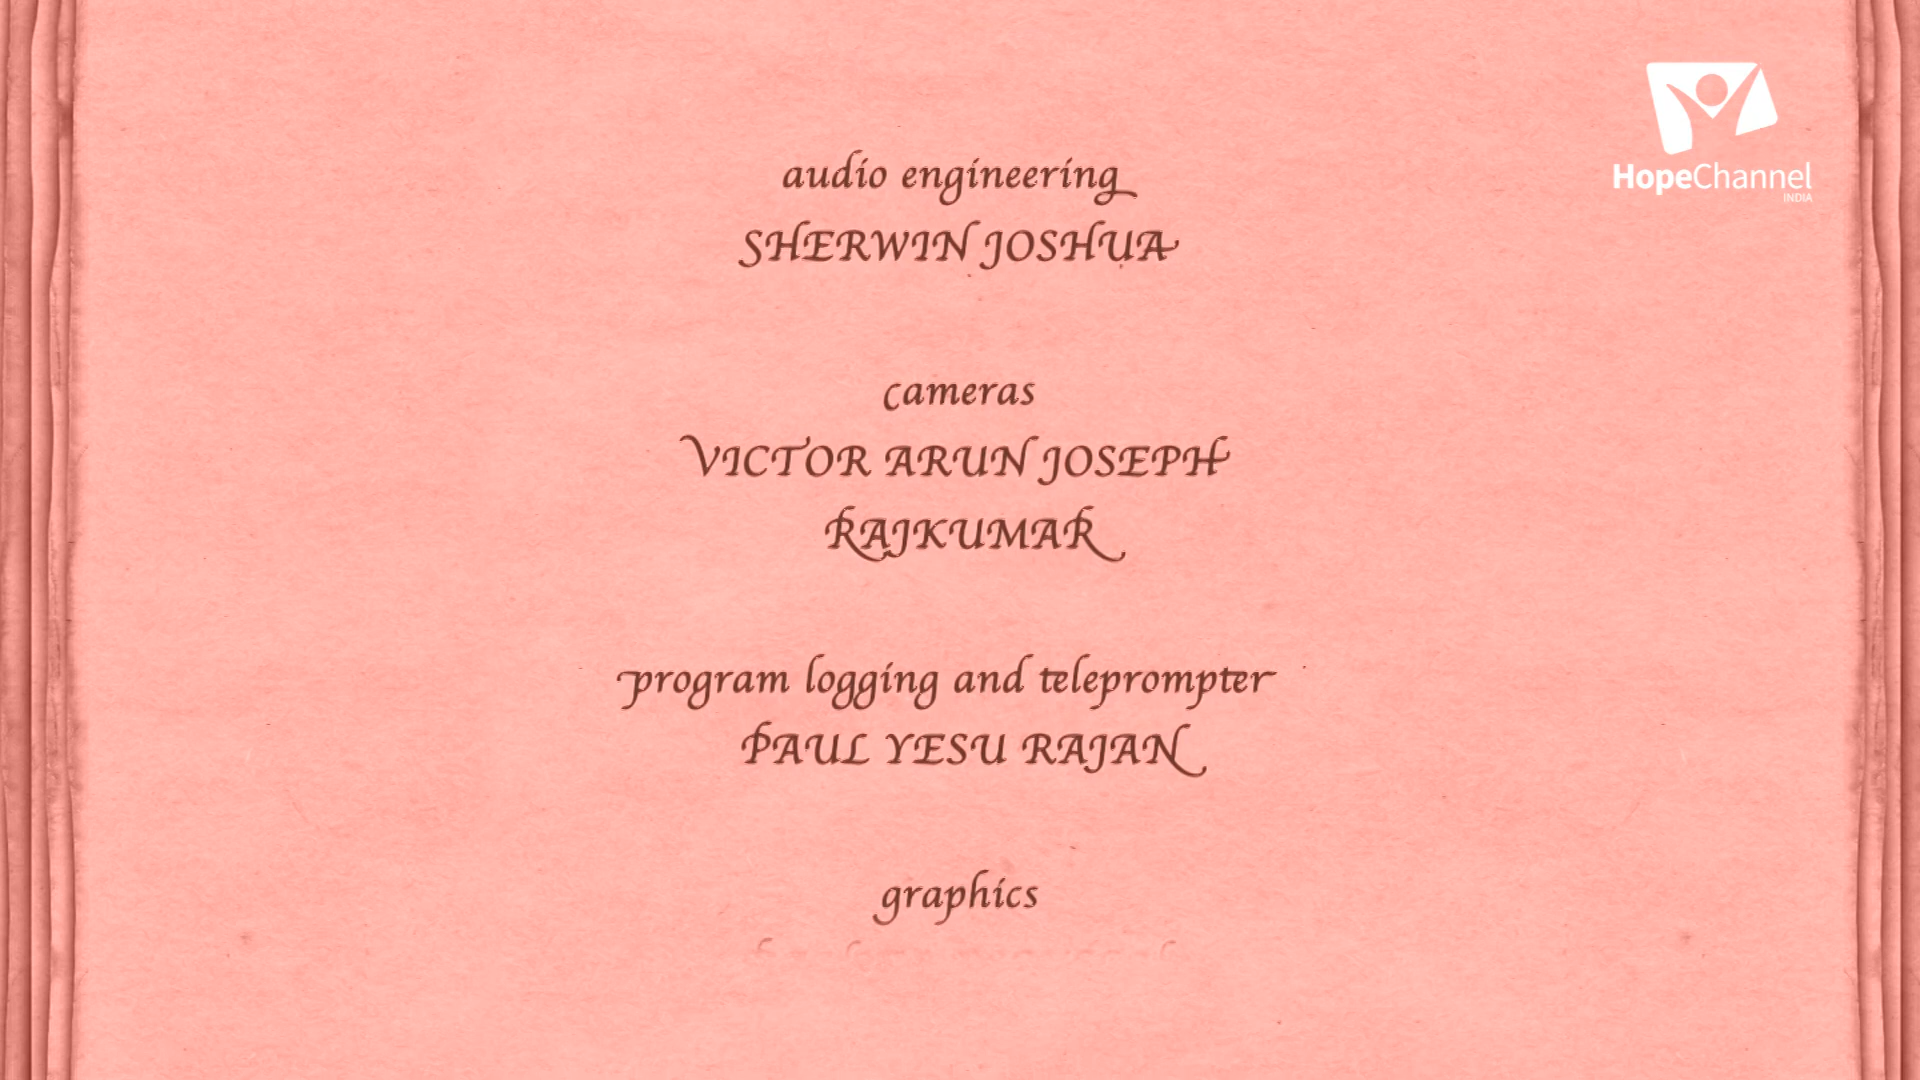 HopeChannel
INDIA
audio engineering
SHERWIN JOSHUA
cameras
VICTOR ARUN JOSEPH
RAJKUMAR
program logging and teleprompter
PAUL YESU RAJAN
graphics